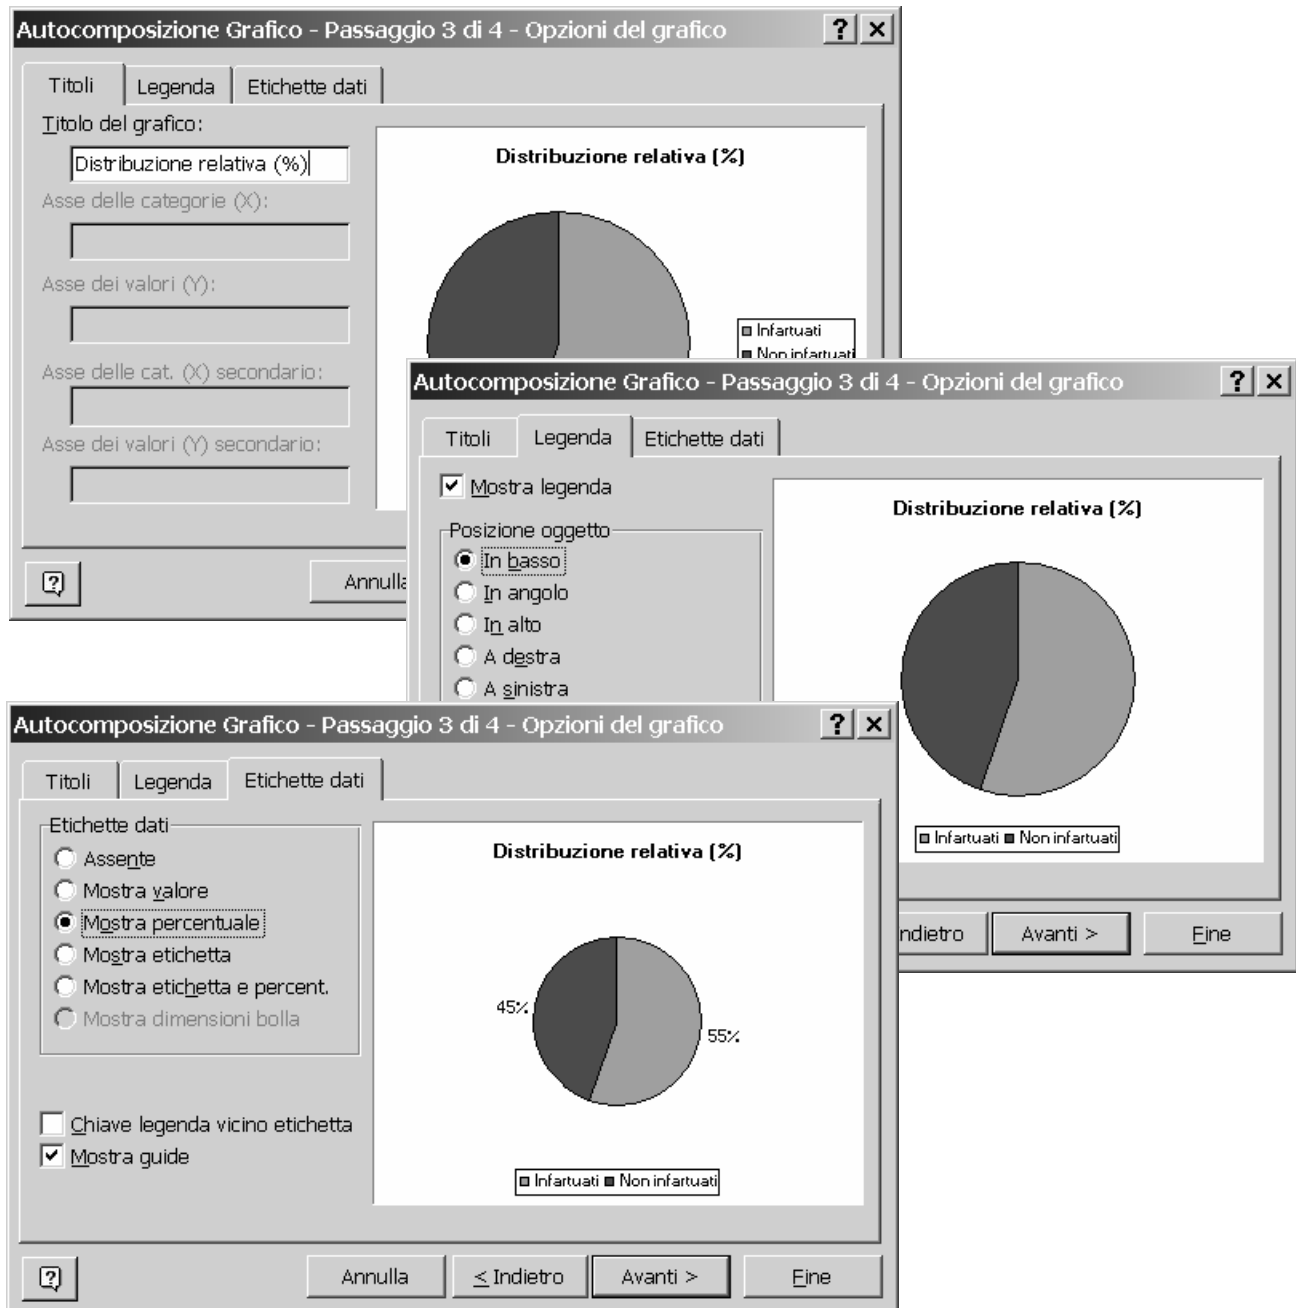 Autocomposizione Grafico - Passaggio 3 di 4 - Opzioni del grafico
Titoli
Legenda
Etichette dati
Titolo del grafico:
Distribuzione relativa (%)
Asse delle categorie (X):
Asse dei valori (Y):
Asse delle cat. (X) secondario:
Asse dei valori (Y) secondario:
Distribuzione relativa (%)
Infartuati
Non infartuati
Annulla
Autocomposizione Grafico - Passaggio 3 di 4 - Opzioni del grafico
Titoli
Legenda
Etichette dati
Mostra legenda
Posizione oggetto
In basso
In angolo
In alto
A destra
A sinistra
Distribuzione relativa (%)
Infartuati Non infartuati
ndietro
Avanti >
Fine
Autocomposizione Grafico - Passaggio 3 di 4 - Opzioni del grafico
Titoli
Legenda
Etichette dati
Etichette dati
Assente
Mostra valore
Mostra percentuale
Mostra etichetta
Mostra etichetta e percent.
Mostra dimensioni bolla
Chiave legenda vicino etichetta
Mostra guide
Distribuzione relativa (%)
45%
55%
Infartuati Non infartuati
Annulla
< Indietro
Avanti >
Fine